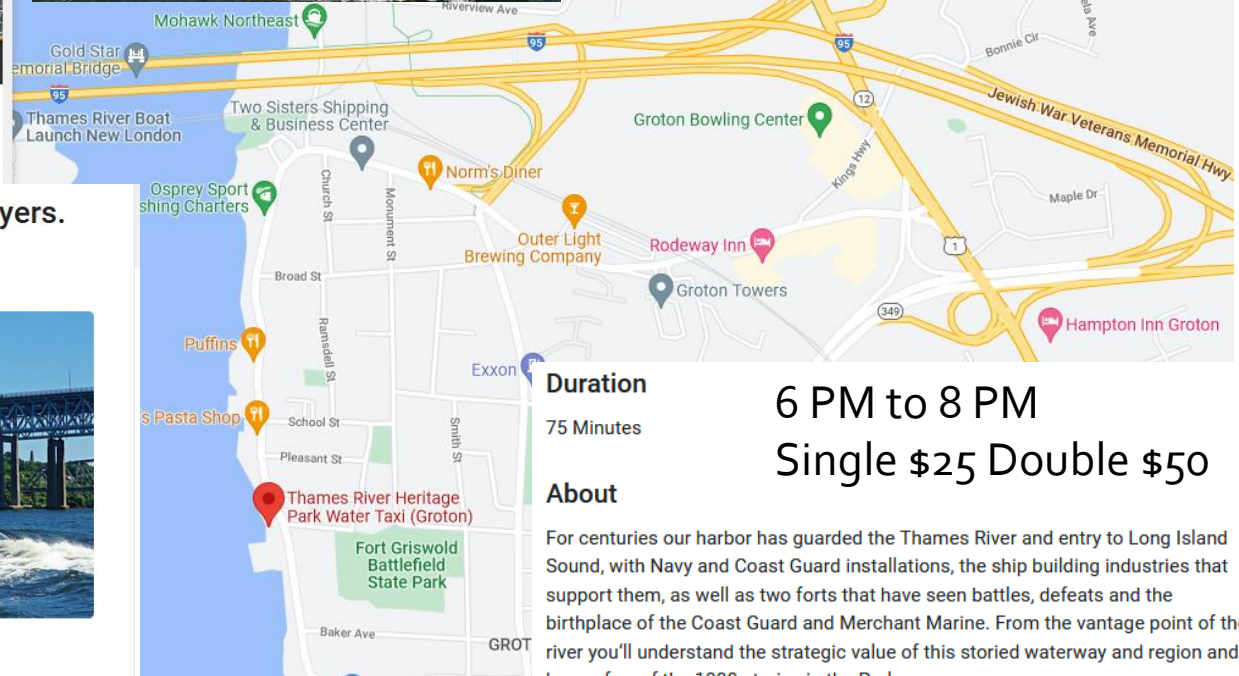 Riverview Ave
Mohawk Northeast
95
95
Gold Star
emorial Bridge
Bonnie Cir
95
12
Jewish War Veterans Memorial Hwy
Thames River Boat
Launch New London
Two Sisters Shipping
& Business Center
Groton Bowling Center
Kings Hwy
Norm's Diner
Church St
Monument St
Osprey Sport
shing Charters
Maple Dr
yers.
Outer Light
Brewing Company
Rodeway Inn
1
Broad St
Groton Towers
349
Hampton Inn Groton
Ramsdell St
Puffins
Exxon
s Pasta Shop
School St
Smith St
Pleasant St
Thames River Heritage
Park Water Taxi (Groton)
Fort Griswold
Battlefield
State Park
Baker Ave
GROT
Duration
75 Minutes
6 PM to 8 PM
Single $25 Double $50
About
For centuries our harbor has guarded the Thames River and entry to Long Island
Sound, with Navy and Coast Guard installations, the ship building industries that
support them, as well as two forts that have seen battles, defeats and the
birthplace of the Coast Guard and Merchant Marine. From the vantage point of th
river you'll understand the strategic value of this storied waterway and region and